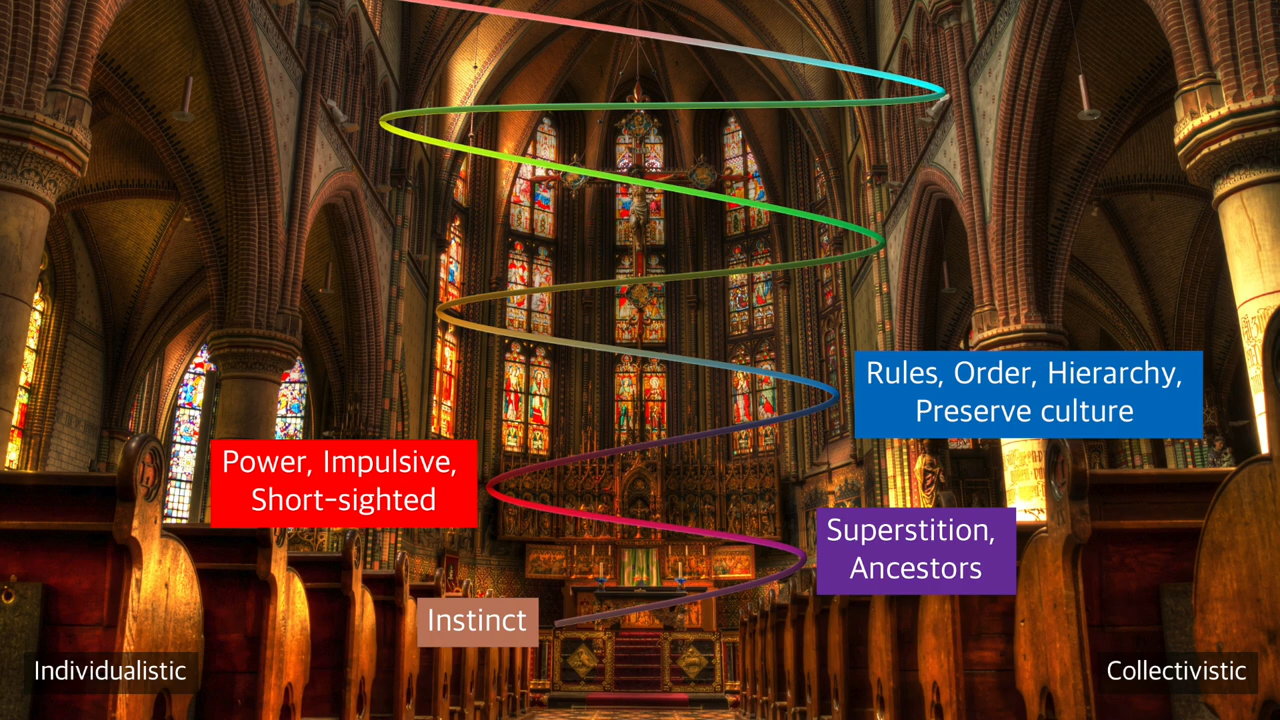 Rules, Order, Hierarchy,
Preserve culture
Power, Impulsive,
Short-sighted
Superstition,
Ancestors
Instinct
Individualistic
Collectivistic